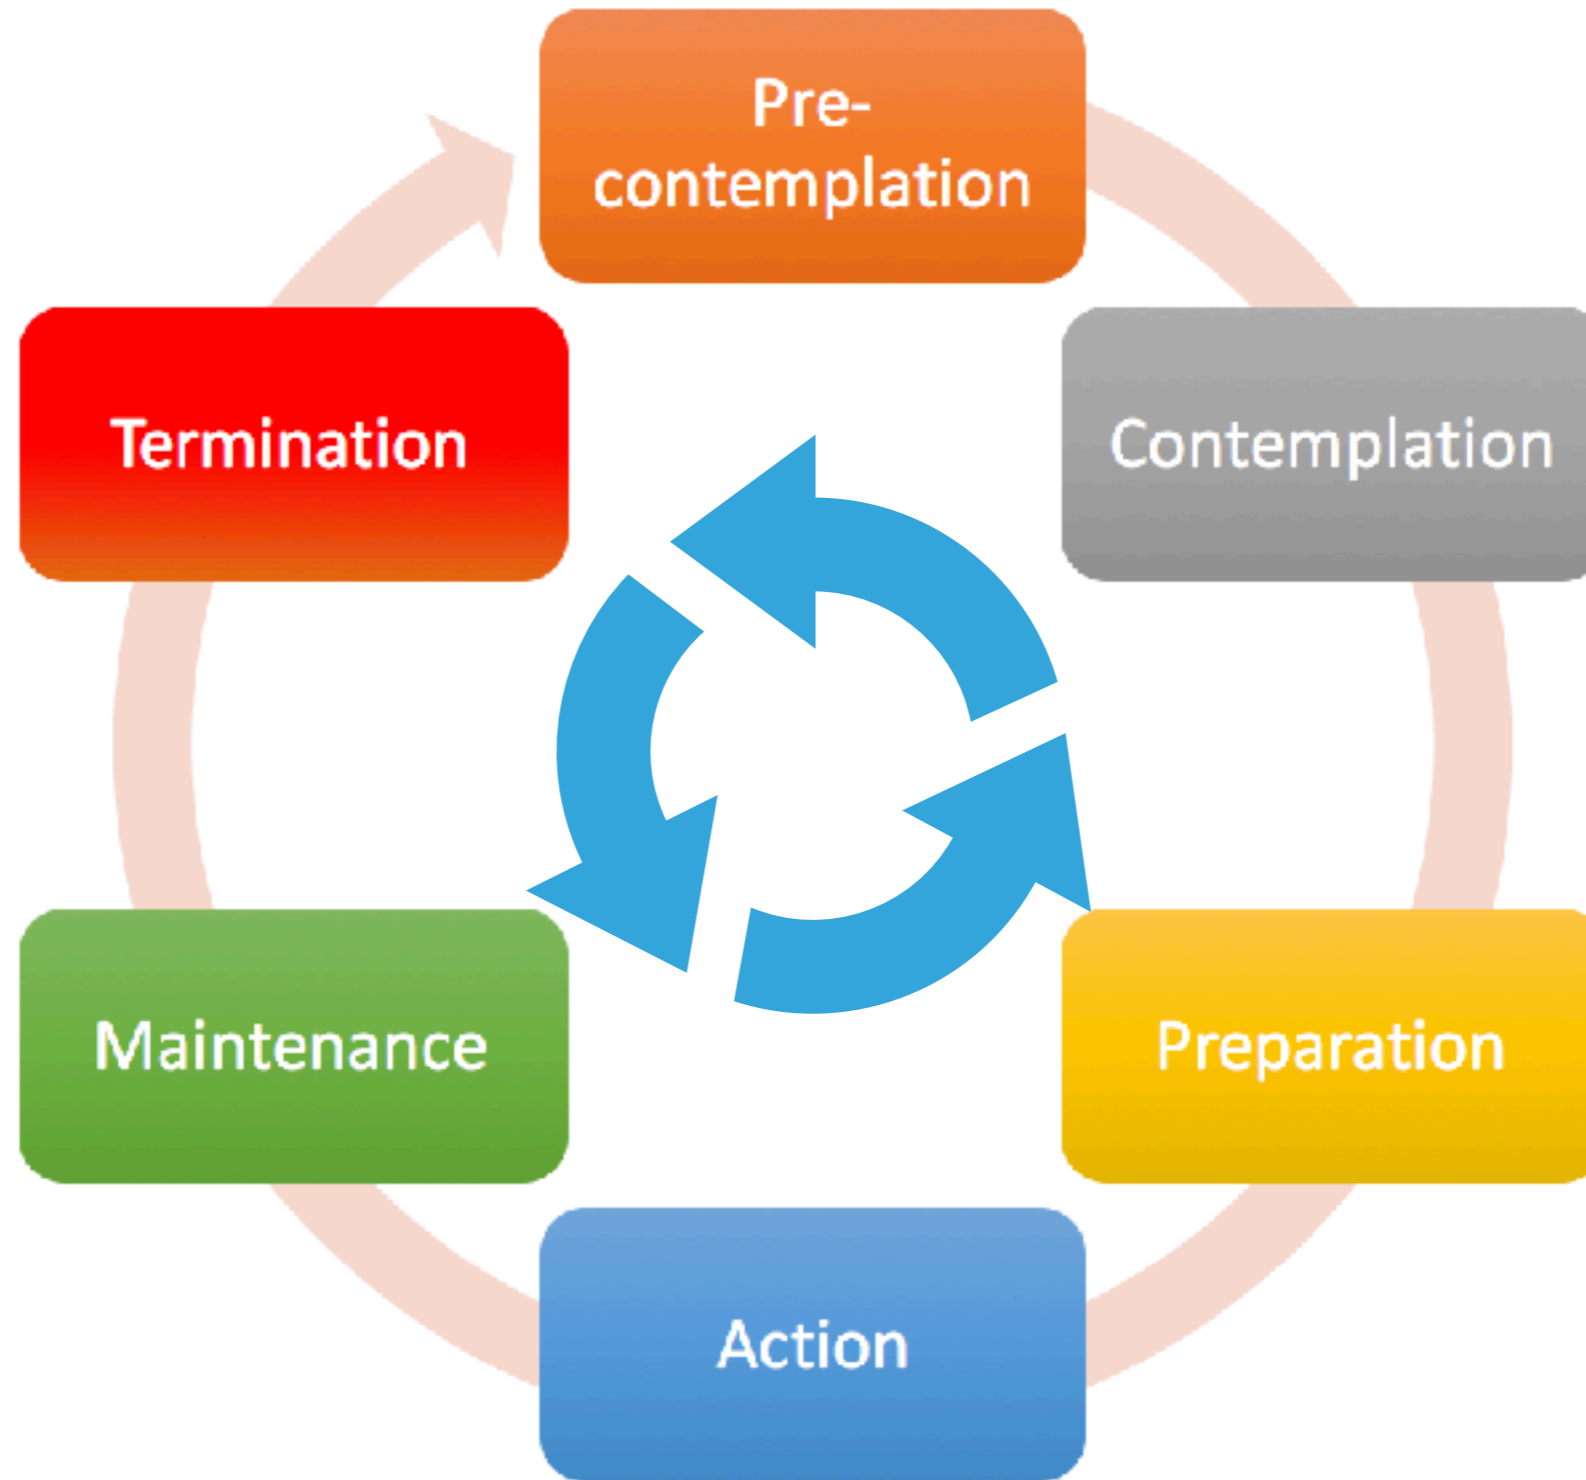 Pre-
contemplation
Contemplation
Preparation
Action
Maintenance
Termination